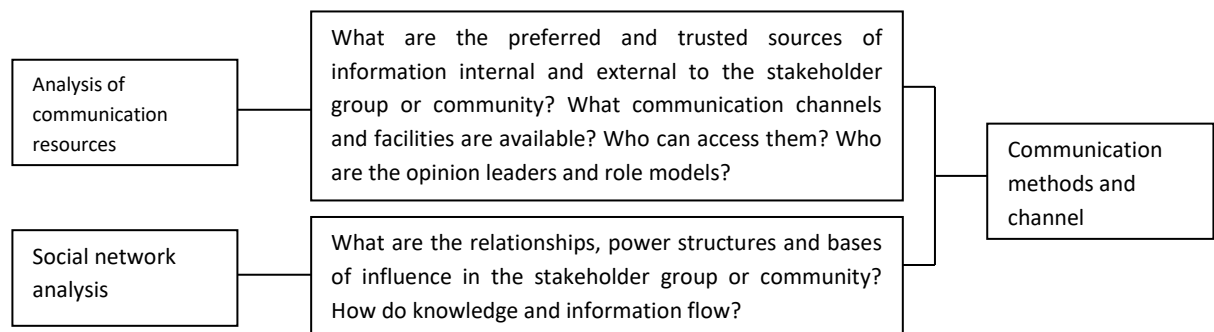 Analysis of
communication
resources
What are the preferred and trusted sources of
information internal and external to the stakeholder
group or community? What communication channels
and facilities are available? Who can access them? Who
are the opinion leaders and role models?
Communication
methods and
channel
Social network
analysis
What are the relationships, power structures and bases
of influence in the stakeholder group or community?
How do knowledge and information flow?